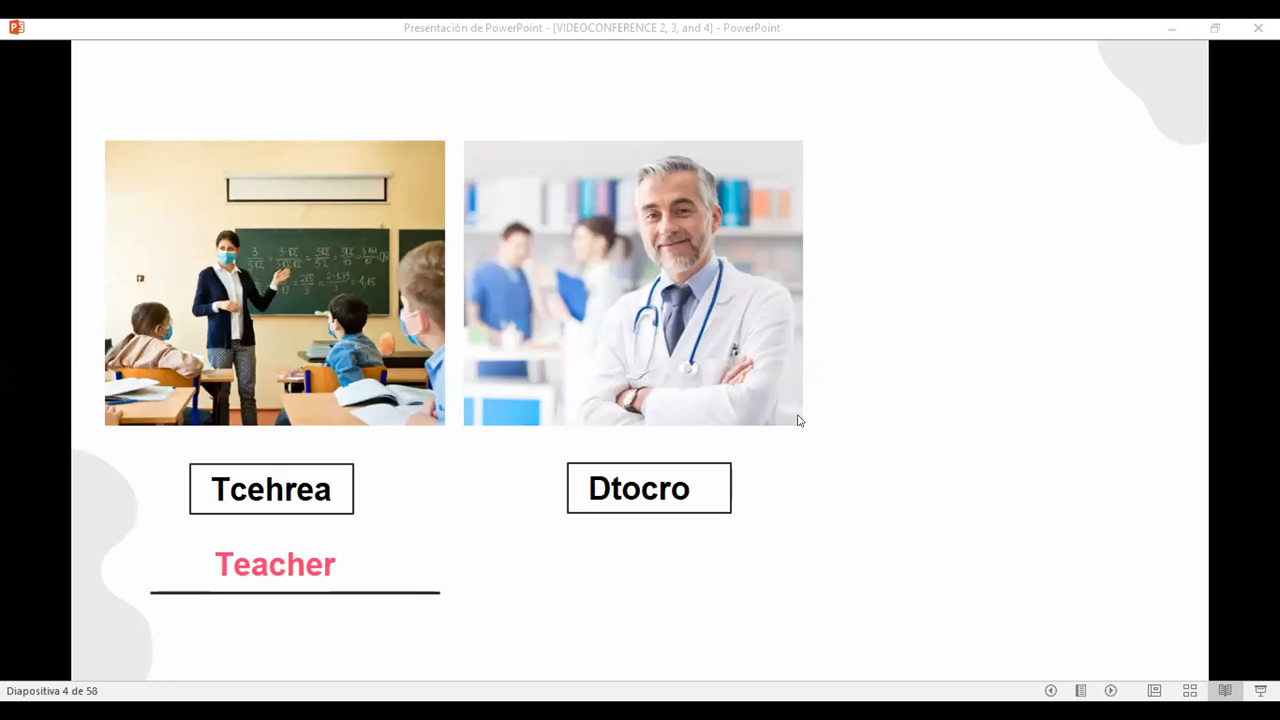 Presentación de PowerPoint - [VIDEOCONFERENCE 2, 3, and 4] - PowerPoint
Tcehrea
Dtocro
Teacher
Diapositiva 4 de 58